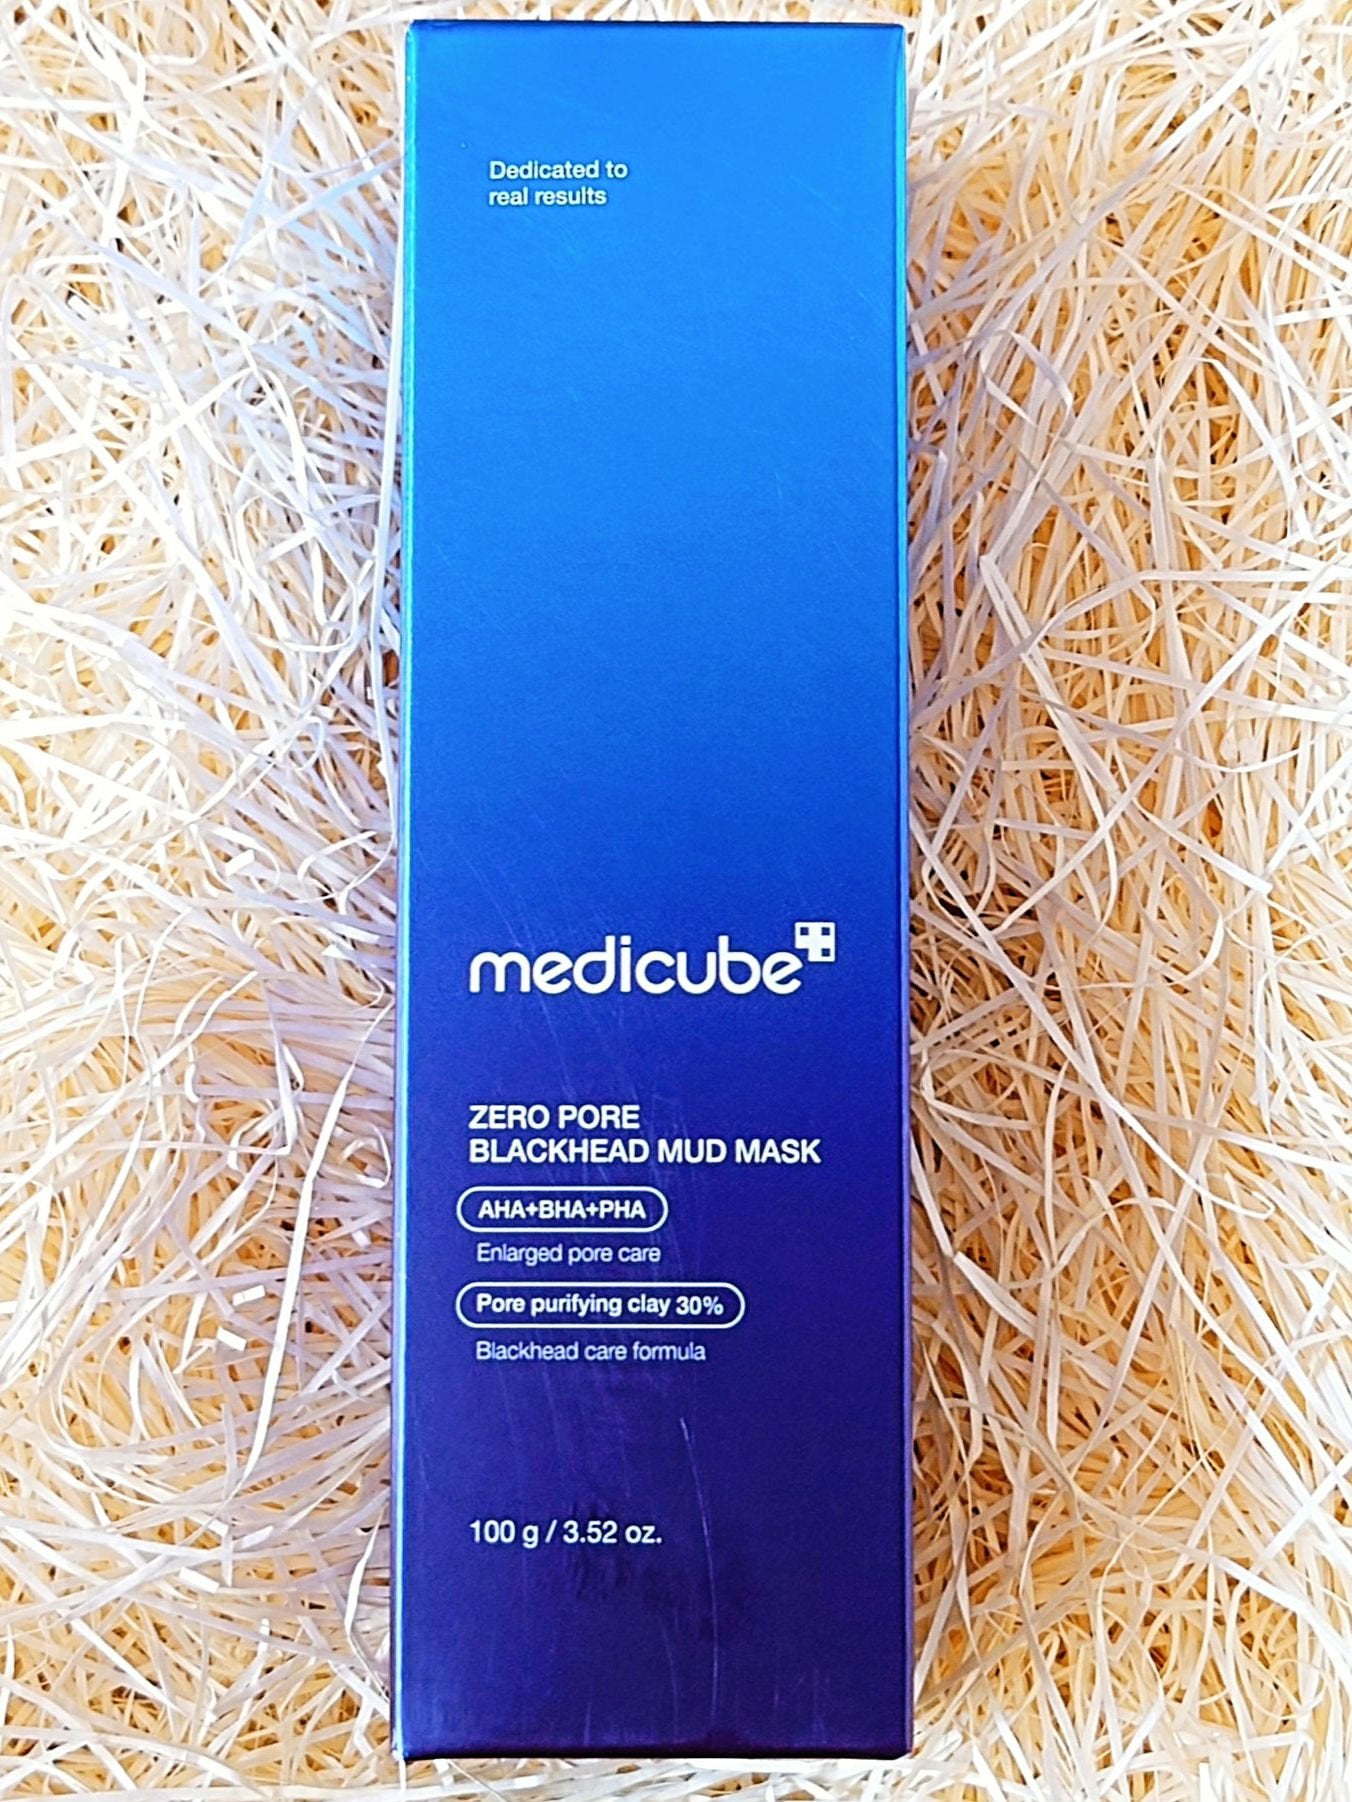 Dedicated to
real results
medicube
ZERO PORE
BLACKHEAD MUD MASK
AHA+BHA+PHA
Enlarged pore care
Pore purifying clay 30%
Blackhead care formula
100 g / 3.52 oz.